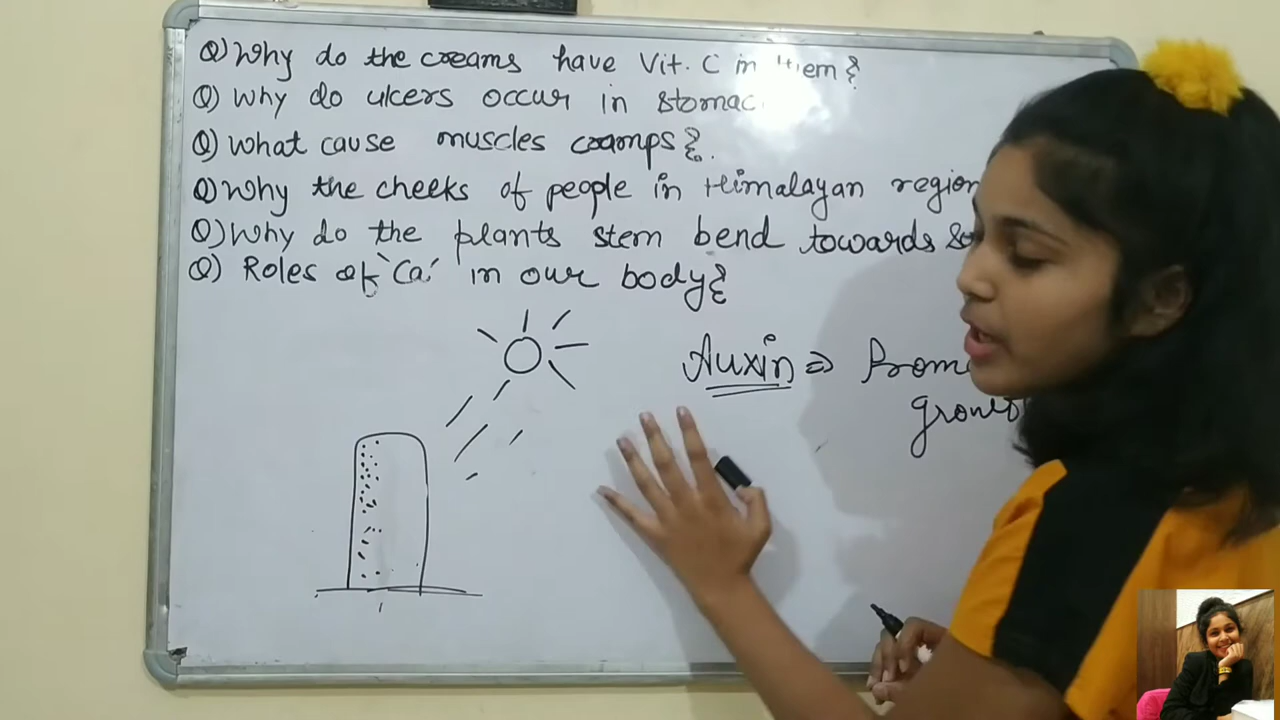 Q) Why do the creams have Vit. C in them?
Q) Why do ulcers occur in stomac
Q) What cause muscles cramps?
Q) Why the cheeks of people in Himalayan region
Q) Why do the plants stem bend towards
Q) Roles of 'Ca' in our body?
Auxin ⇒ Prom
grow